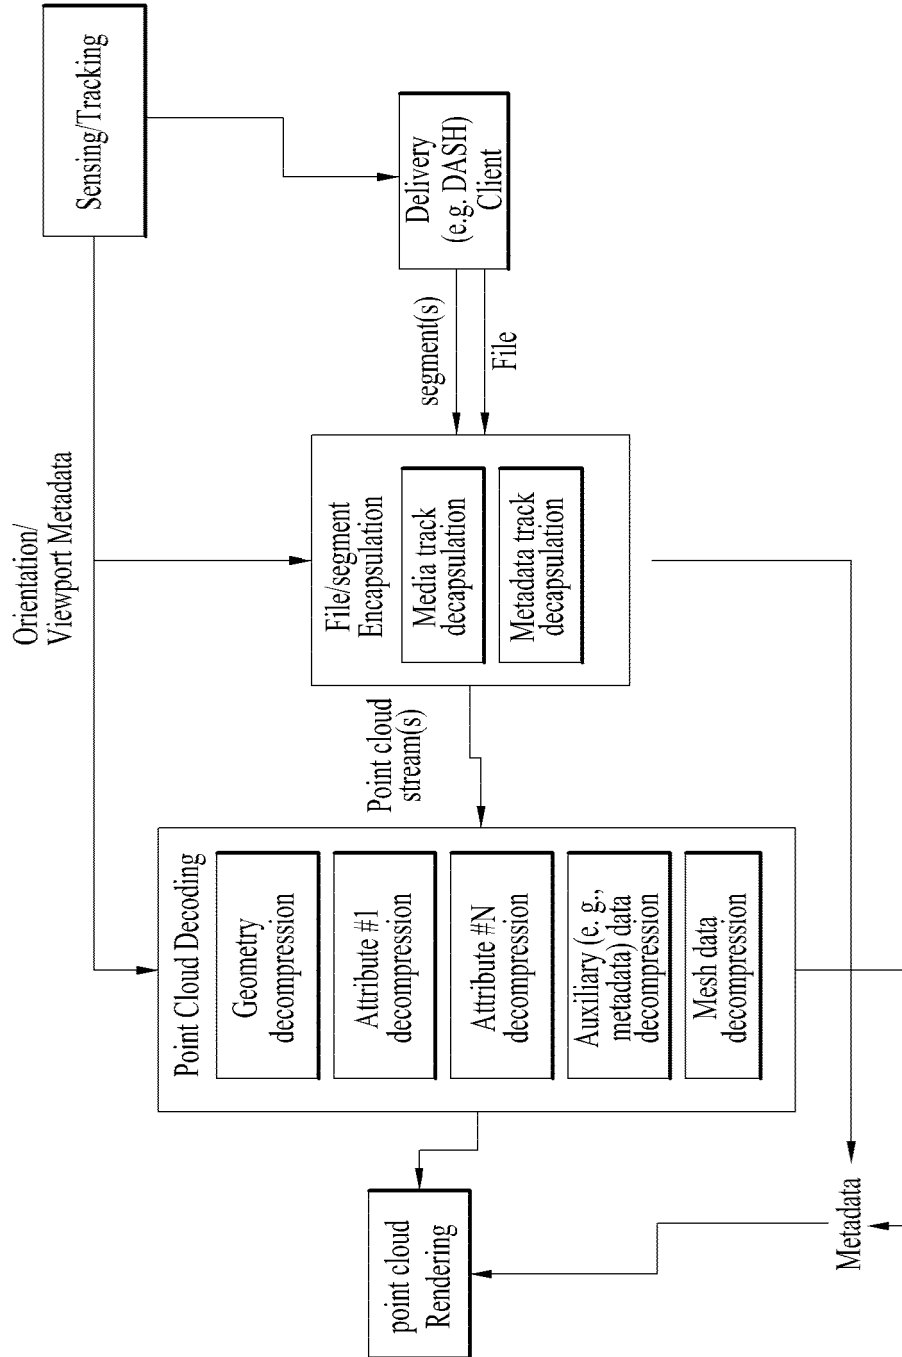 Sensing/Tracking
Orientation/
Viewport Metadata
Delivery
(e.g. DASH)
Client
segment(s)
File
File/segment
Encapsulation
Media track
decapsulation
Metadata track
decapsulation
Point cloud
stream(s)
Point Cloud Decoding
Geometry
decompression
Attribute #1
decompression
Attribute #N
decompression
Auxiliary (e. g.,
metadata) data
decompression
Mesh data
decompression
point cloud
Rendering
Metadata